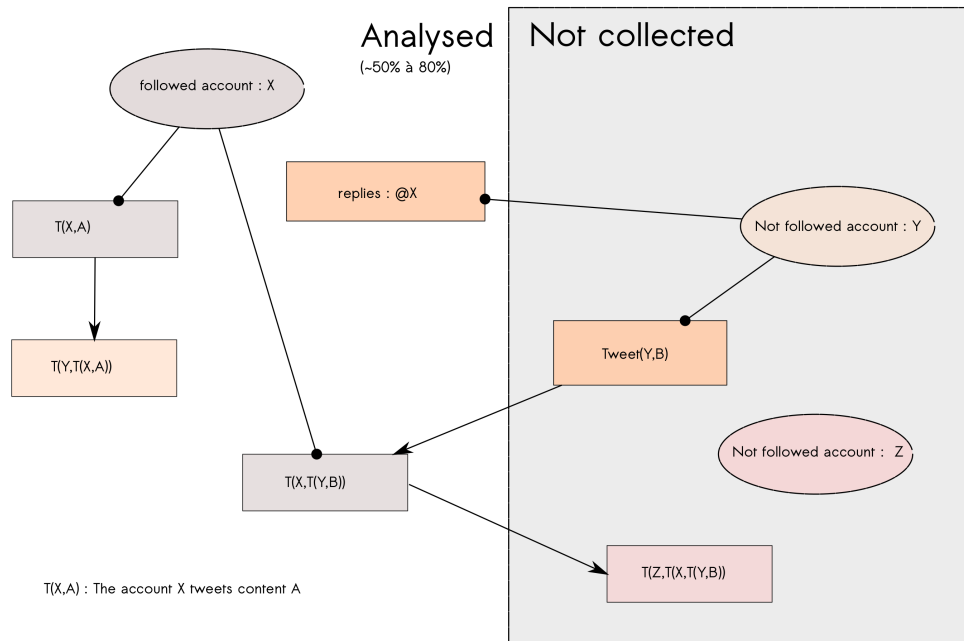 Analysed
Not collected
(~50% à 80%)
followed account : X
replies : @X
T(X,A)
Not followed account : Y
T(Y,T(X,A))
Tweet(Y,B)
Not followed account :  Z
T(X,T(Y,B))
T(Z,T(X,T(Y,B))
T(X,A) : The account X tweets content A